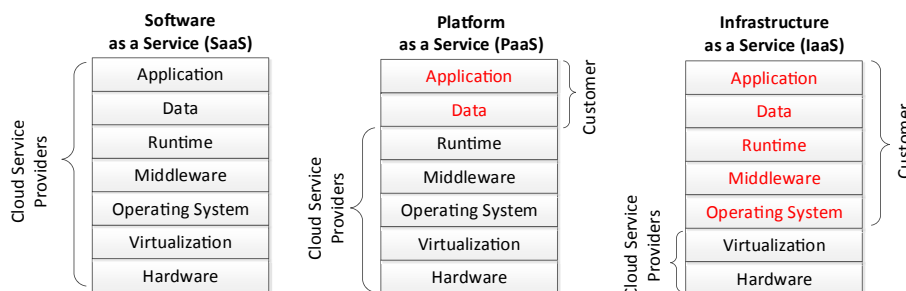 Software
as a Service (SaaS)
Cloud Service
Providers
Application
Data
Runtime
Middleware
Operating System
Virtualization
Hardware
Platform
as a Service (PaaS)
Application
Data
Customer
Cloud Service
Providers
Runtime
Middleware
Operating System
Virtualization
Hardware
Infrastructure
as a Service (IaaS)
Application
Data
Runtime
Middleware
Operating System
Customer
Cloud Service
Providers
Virtualization
Hardware